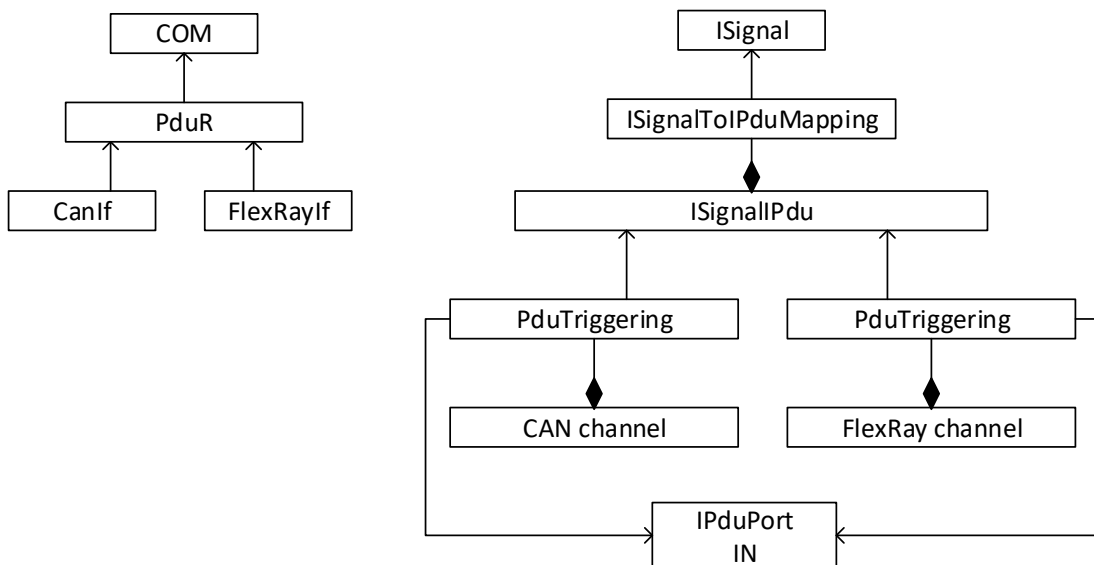 COM
PduR
CanIf
FlexRayIf
ISignal
ISignalToIPduMapping
ISignalIPdu
PduTriggering
PduTriggering
CAN channel
FlexRay channel
IPduPort
IN